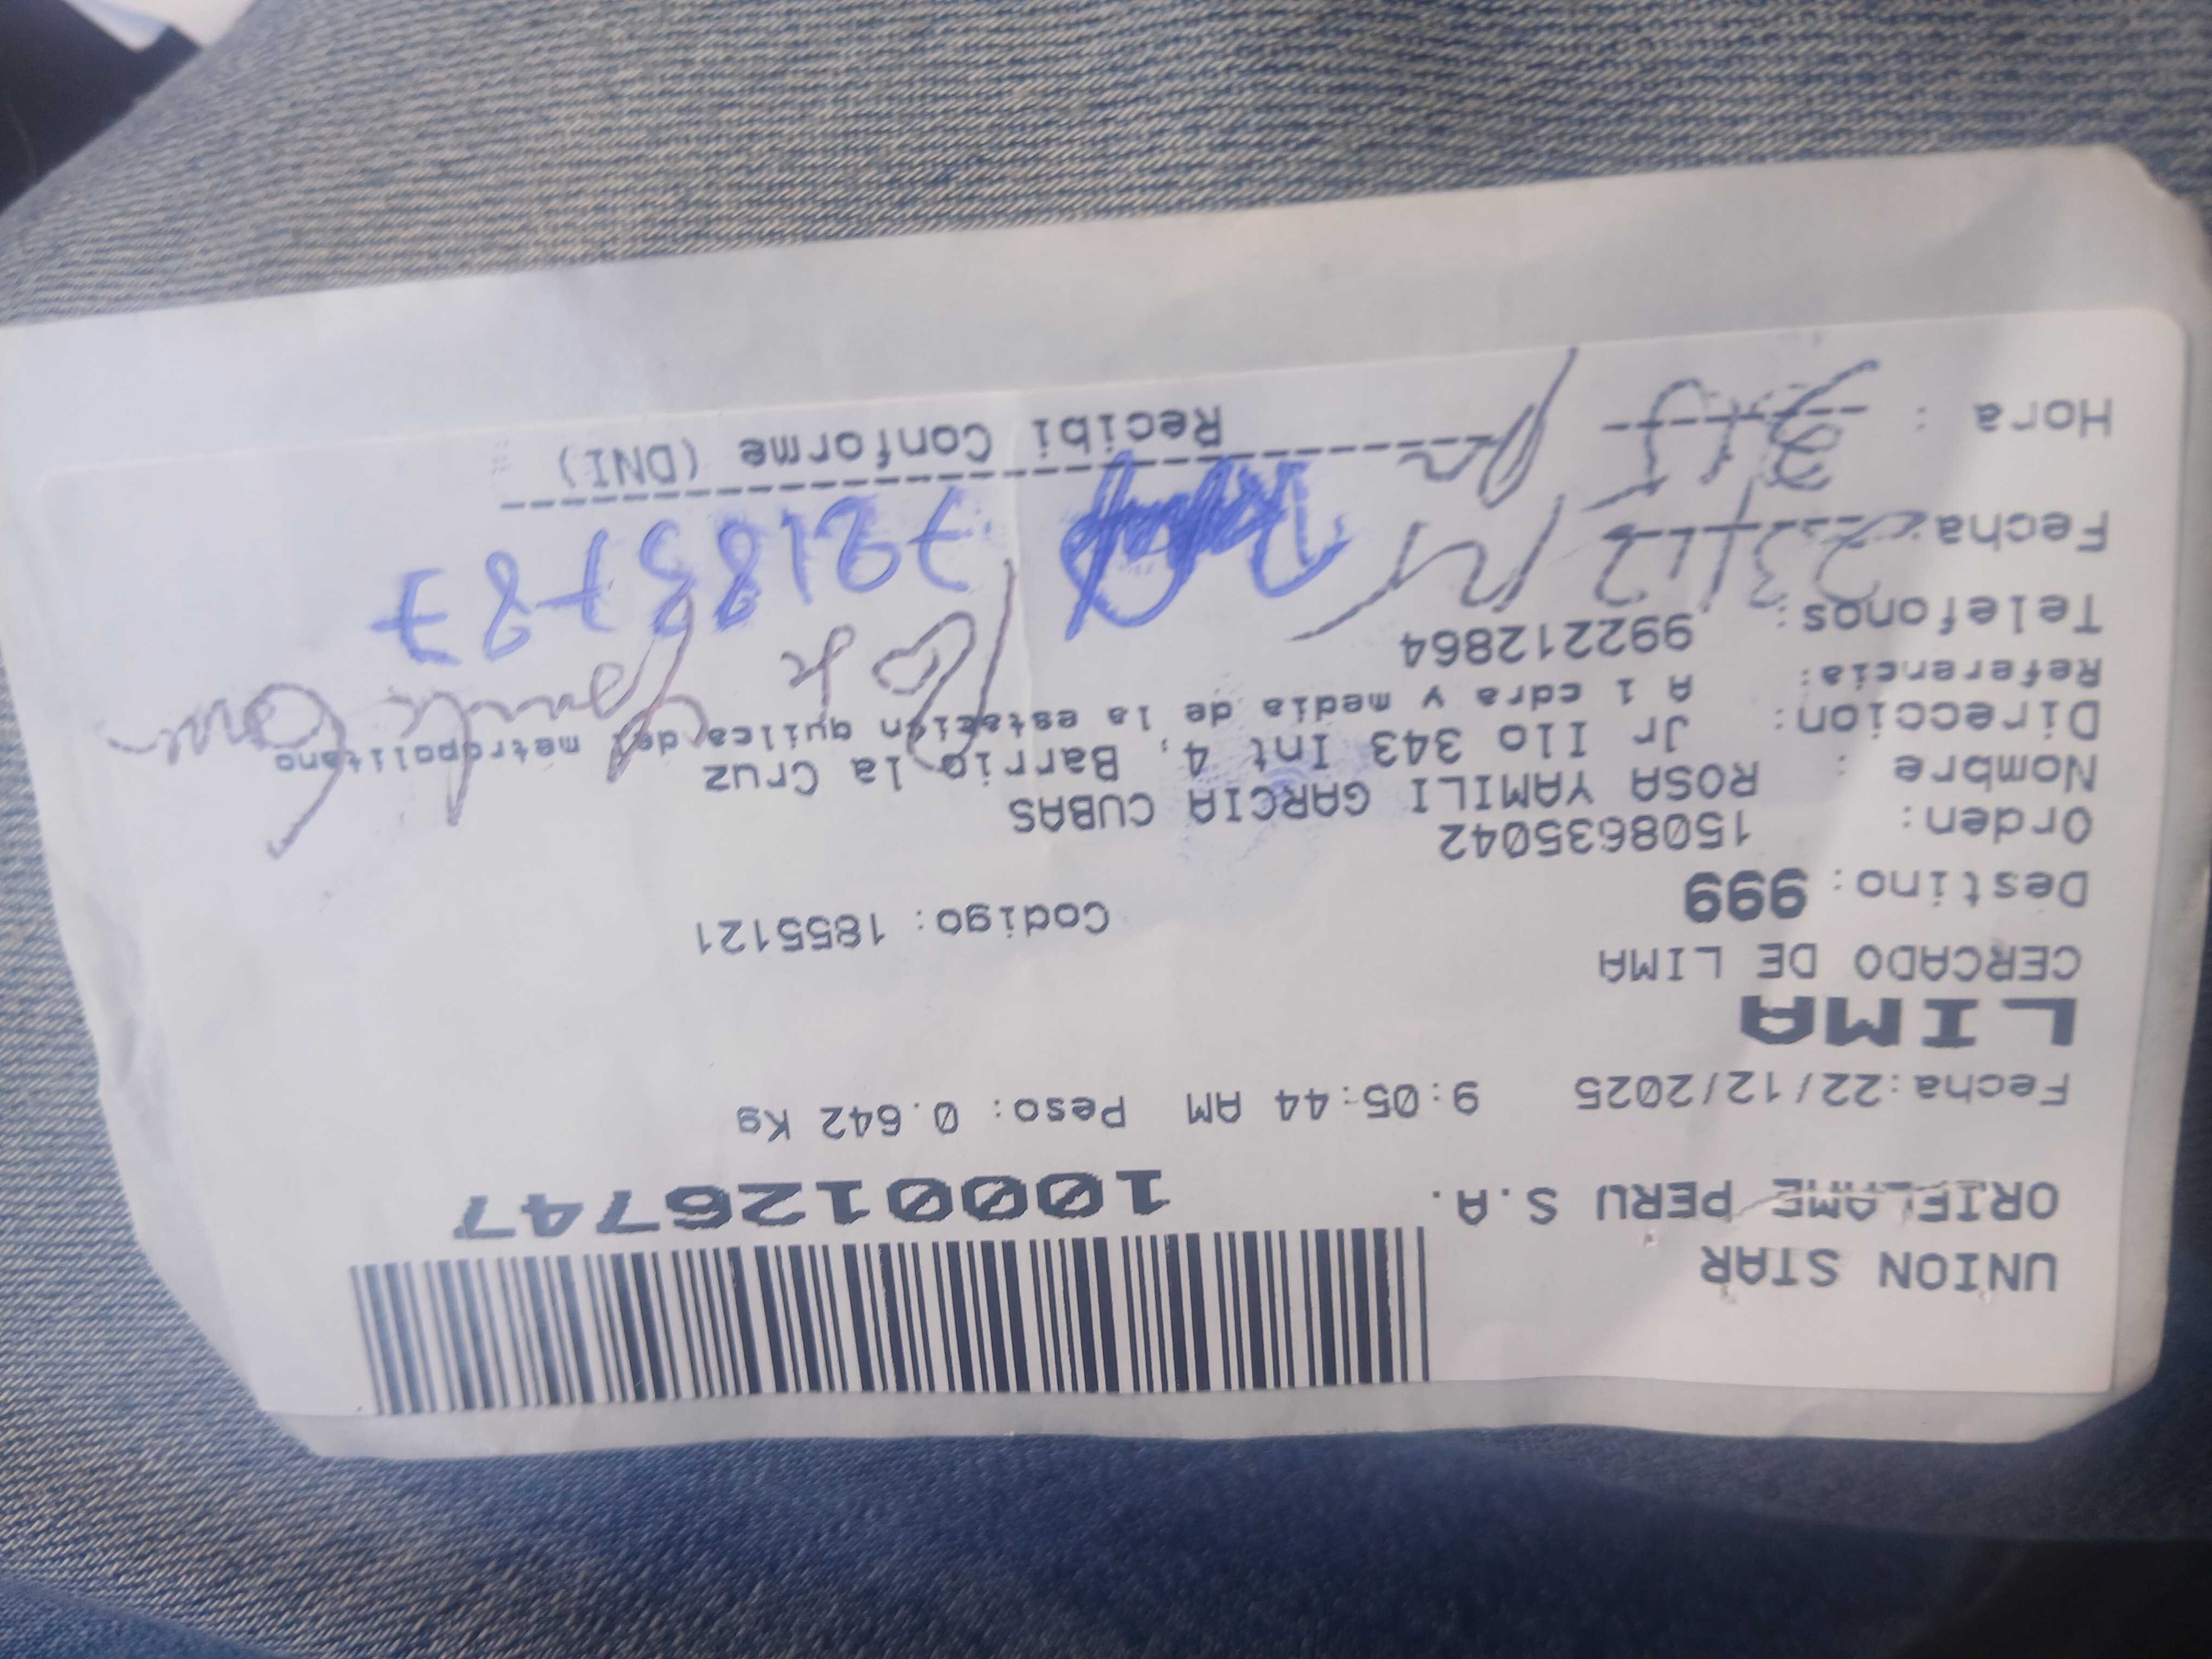 UNION STAR
ORIFLAME PERU S.A. 1000126747
Fecha:22/12/2025 9:05:44 AM Peso: 0.642 Kg
LIMA
CERCADO DE LIMA
Destino: 999 Codigo: 1855121
Orden: 1508635042
Nombre : ROSA YAMILI GARCIA CUBAS
Direccion: Jr Ilo 343 Int 4, Barrio la Cruz
Referencia: A 1 cdra y media de la estación quilca del metropolitano
Telefonos: 992212864
Fecha: 23/12
72183787
Hora :
Recibi Conforme (DNI)